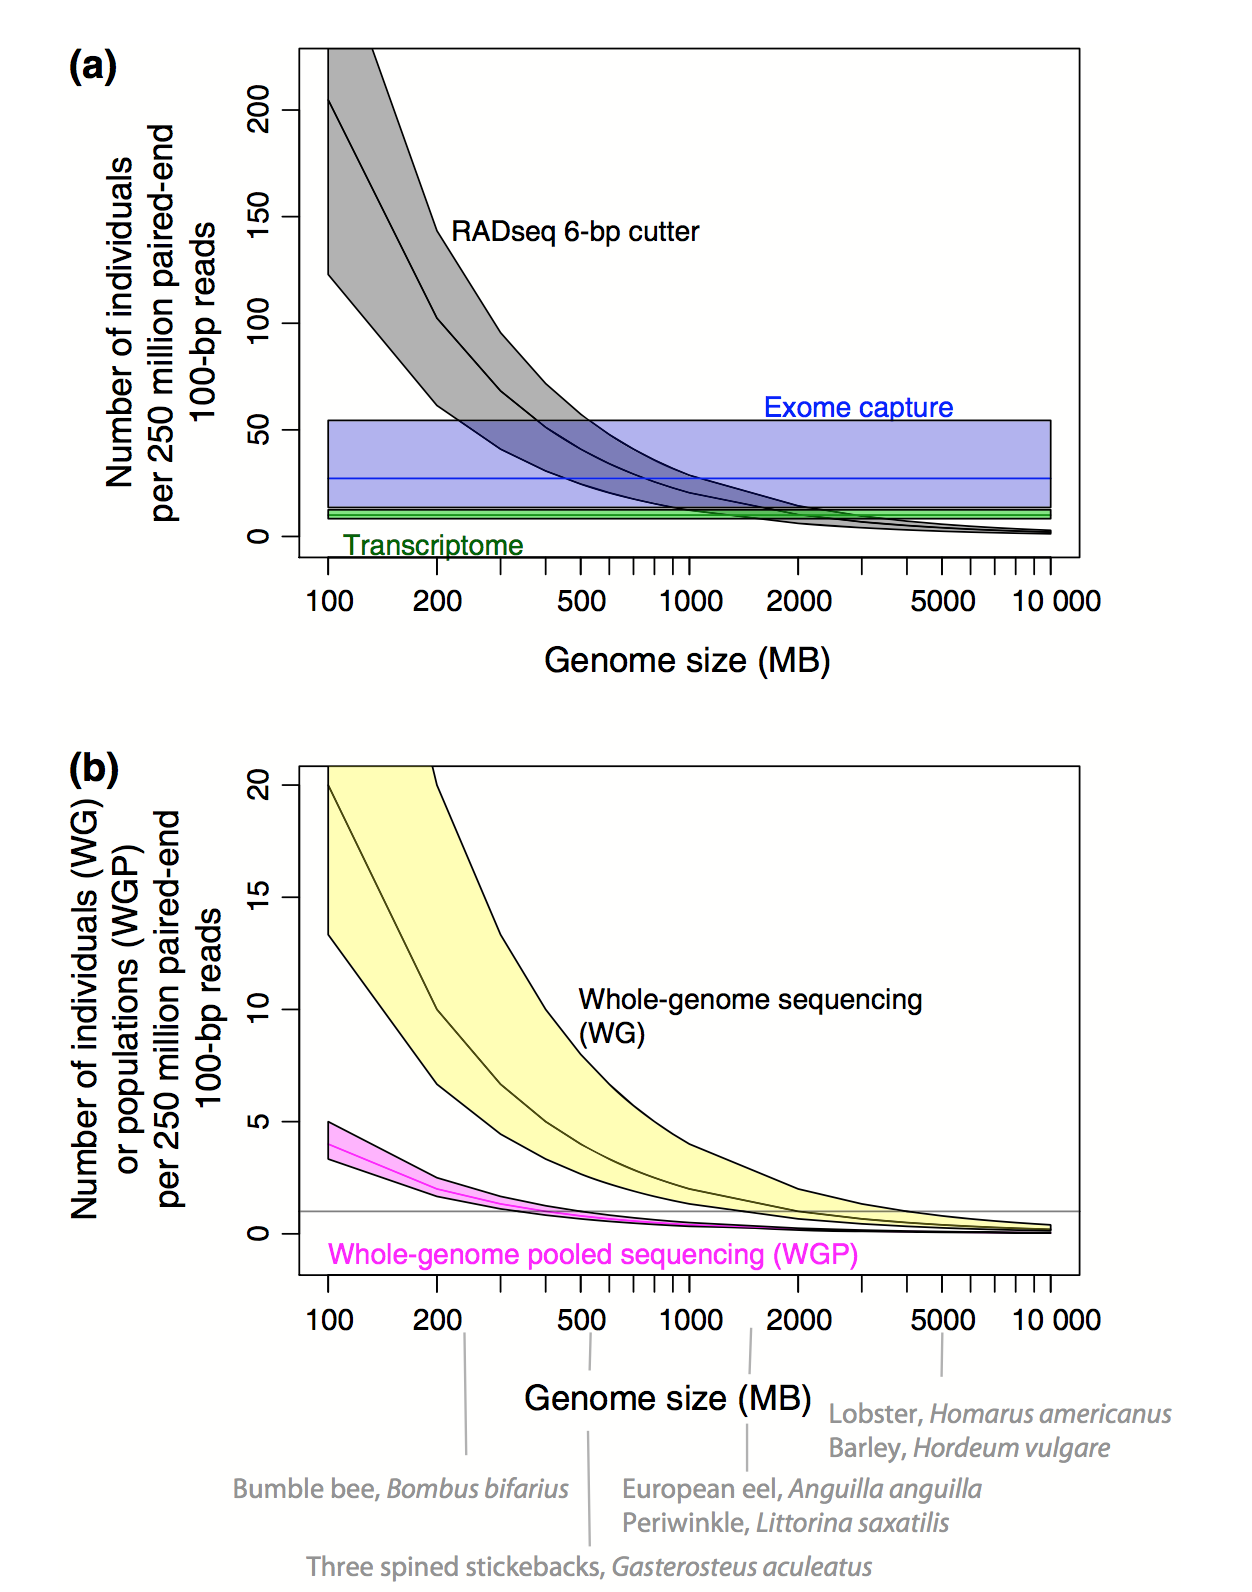 (a)
Number of individuals
per 250 million paired-end
100-bp reads
200
150
100
50
0
RADseq 6-bp cutter
Exome capture
Transcriptome
100 200 500 1000 2000 5000 10 000
Genome size (MB)
(b)
Number of individuals (WG)
or populations (WGP)
per 250 million paired-end
100-bp reads
20
15
10
5
0
Whole-genome sequencing
(WG)
Whole-genome pooled sequencing (WGP)
100 200 500 1000 2000 5000 10 000
Genome size (MB)
Lobster, Homarus americanus
Barley, Hordeum vulgare
Bumble bee, Bombus bifarius
European eel, Anguilla anguilla
Periwinkle, Littorina saxatilis
Three spined stickebacks, Gasterosteus aculeatus